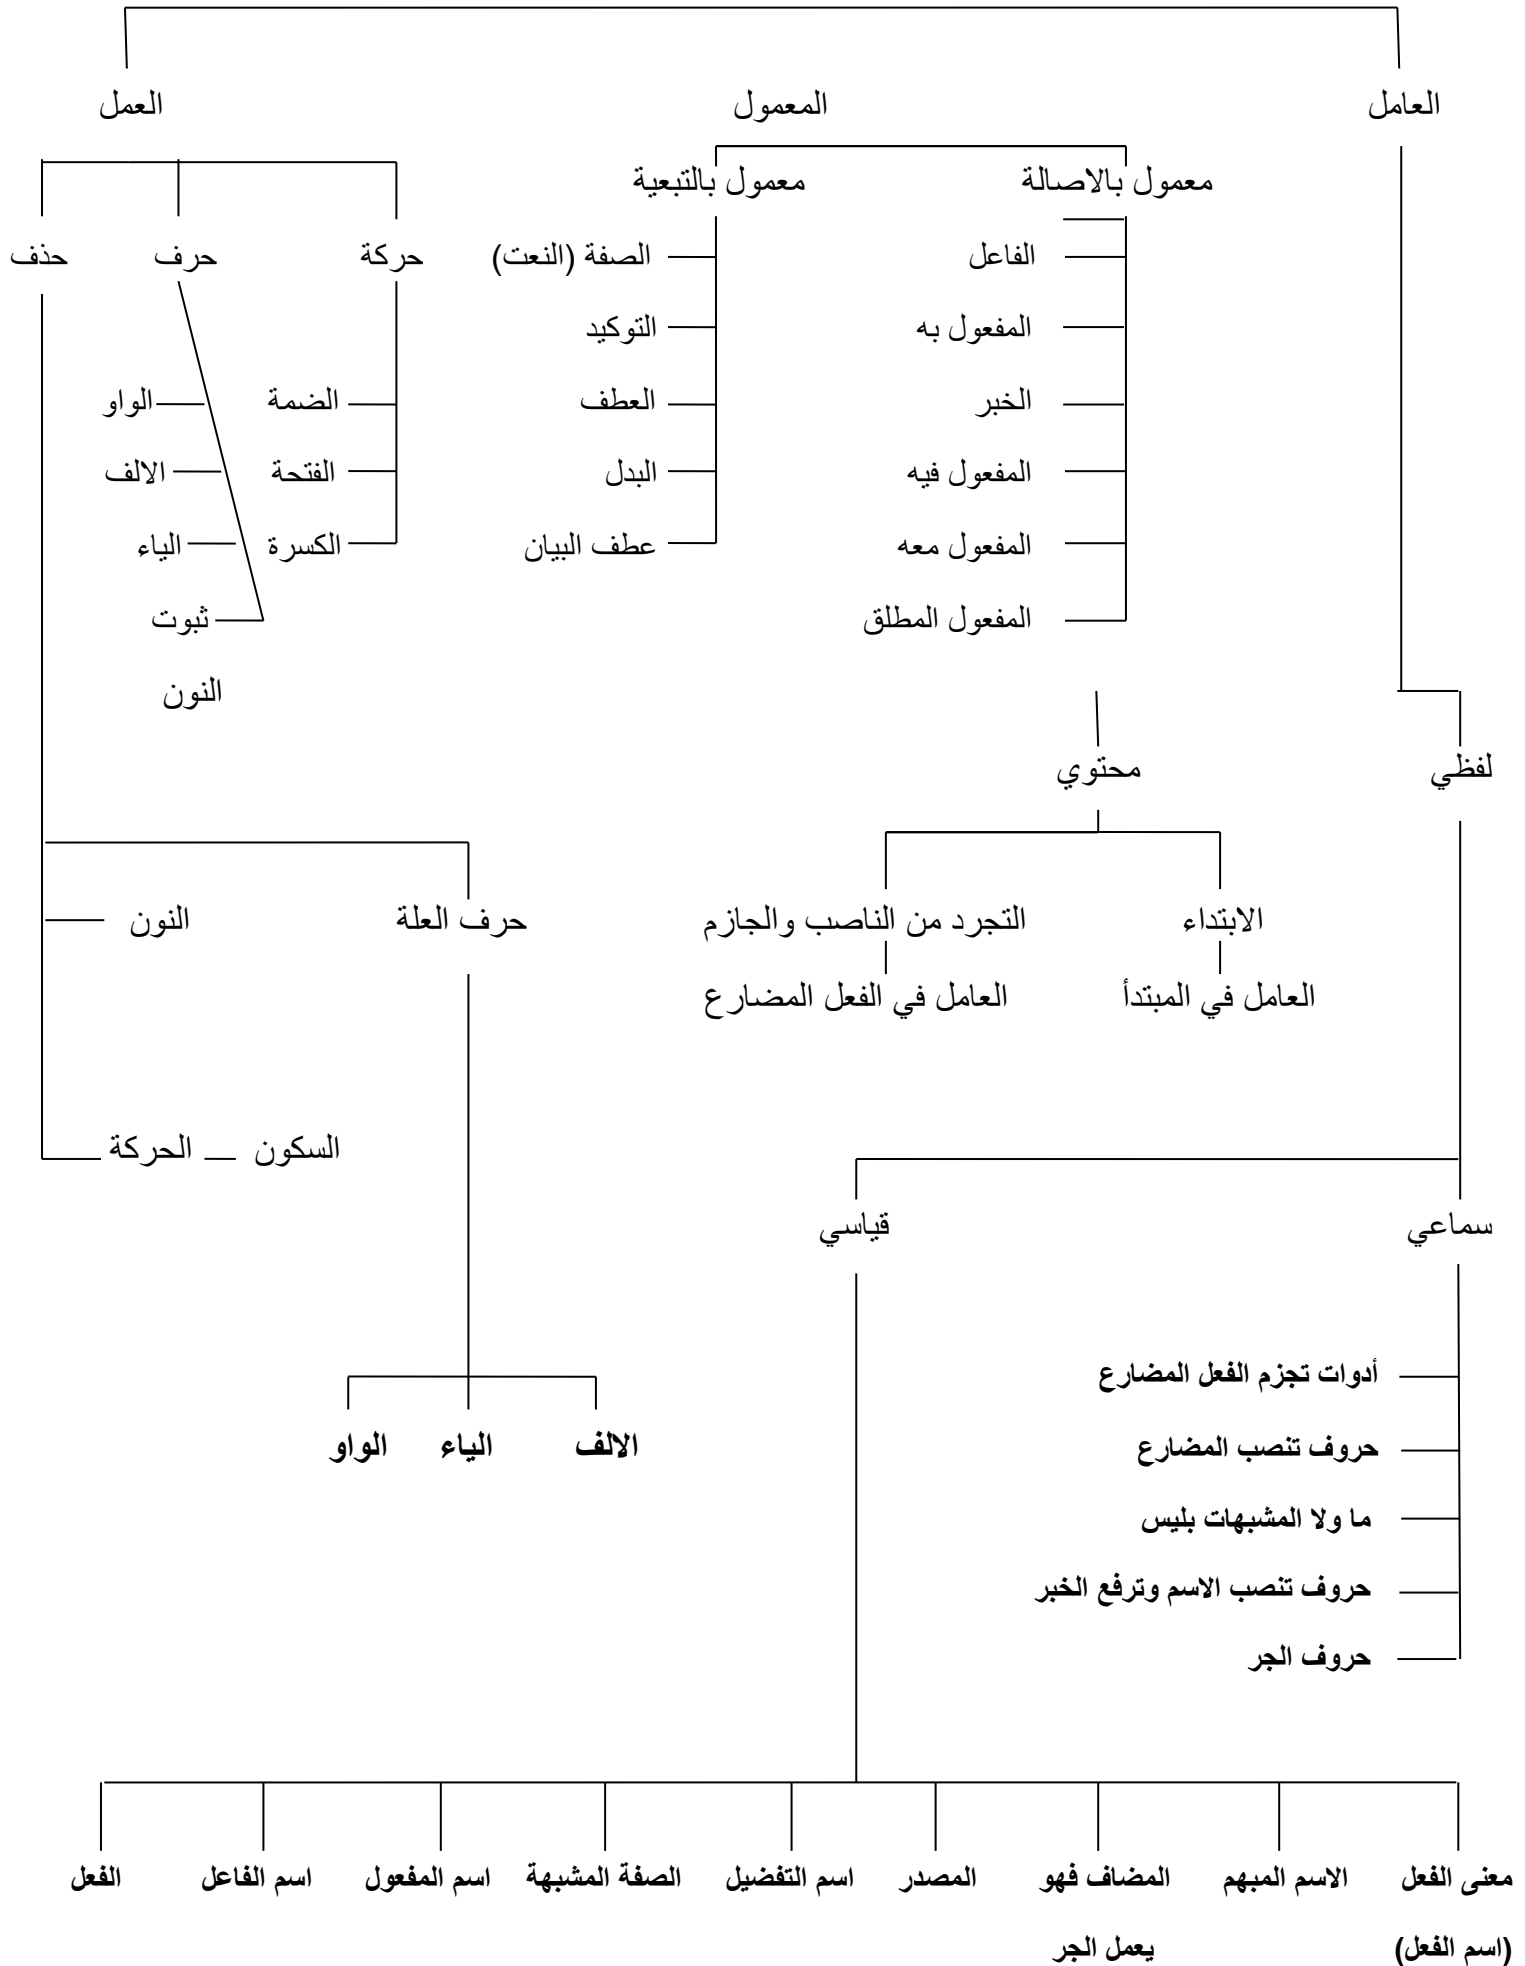 العامل المعمول العمل
معمول بالاصالة معمول بالتبعية
الفاعل الصفة (النعت) حركة حرف حذف
المفعول به التوكيد
الخبر العطف الضمة الواو
المفعول فيه البدل الفتحة الالف
المفعول معه عطف البيان الكسرة الياء
المفعول المطلق ثبوت
النون
لفظي محتوي
الابتداء التجرد من الناصب والجازم حرف العلة النون
العامل في المبتدأ العامل في الفعل المضارع
السكون الحركة
سماعي قياسي
أدوات تجزم الفعل المضارع
الالف الياء الواو
حروف تنصب المضارع
ما ولا المشبهات بليس
حروف تنصب الاسم وترفع الخبر
حروف الجر
معنى الفعل الاسم المبهم المضاف فهو المصدر اسم التفضيل الصفة المشبهة اسم المفعول اسم الفاعل الفعل
(اسم الفعل) يعمل الجر